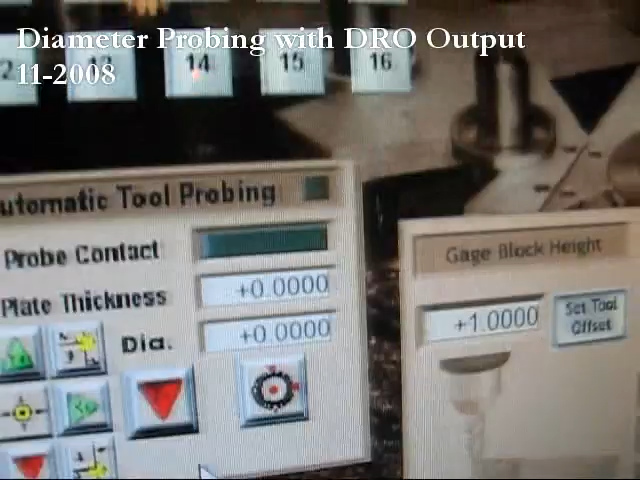 Diameter Probing with DRO Output
11-2008
14
15
16
utomatic Tool Probing
Probe Contact
Plate Thickness
+0.0000
Dia.
+0.0000
Gage Block Height
+1.0000
Set Tool
Offset